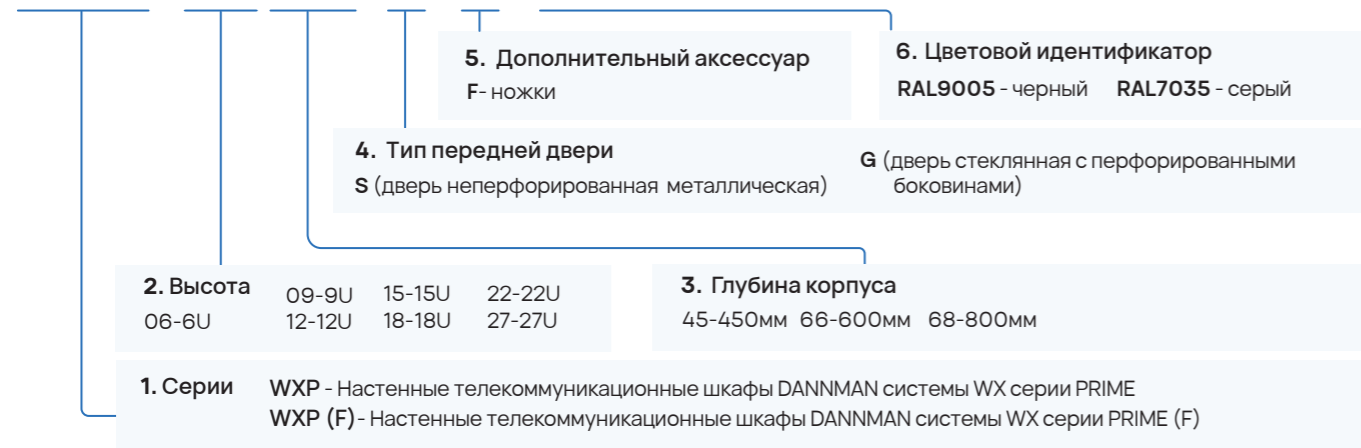 5. Дополнительный аксессуар
F- ножки
6. Цветовой идентификатор
RAL9005 - черный RAL7035 - серый
4. Тип передней двери
S (дверь неперфорированная металлическая)
G (дверь стеклянная с перфорированными
боковинами)
2. Высота
06-6U
09-9U 15-15U 22-22U
12-12U 18-18U 27-27U
3. Глубина корпуса
45-450мм 66-600мм 68-800мм
1. Серии WXP - Настенные телекоммуникационные шкафы DANNMAN системы WX серии PRIME
WXP (F)- Настенные телекоммуникационные шкафы DANNMAN системы WX серии PRIME (F)